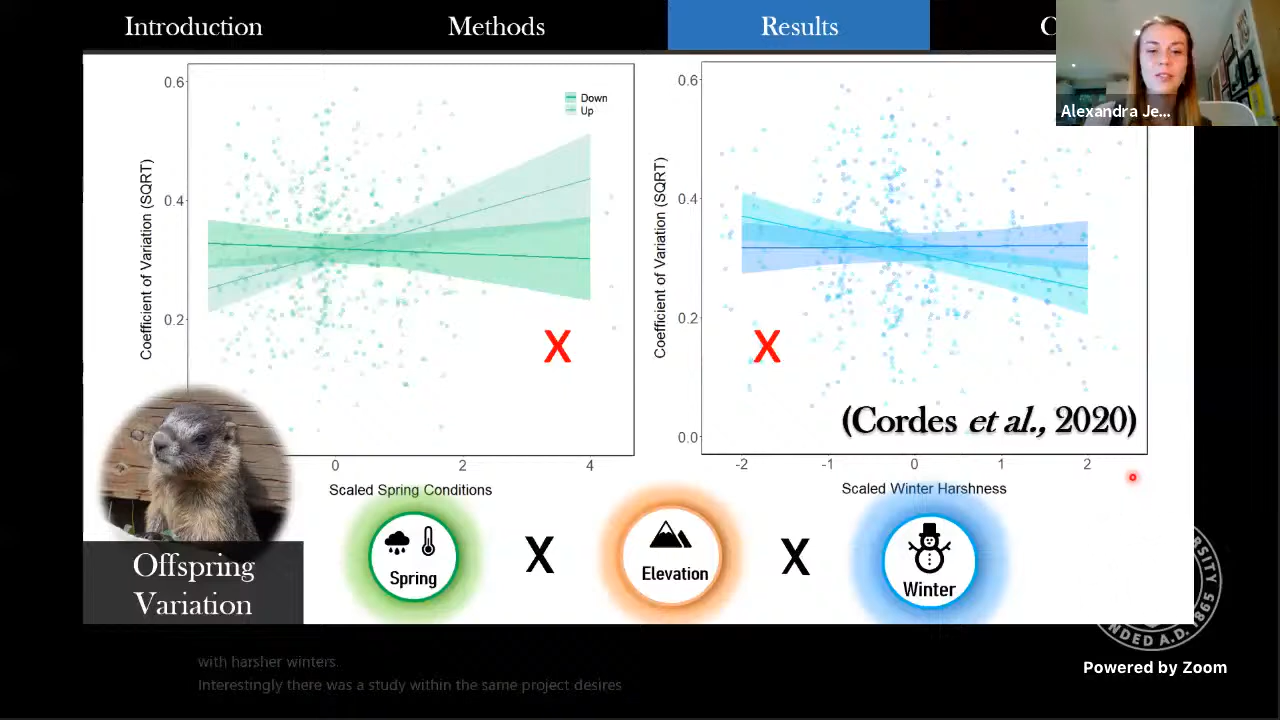 Introduction
Methods
Results
C
Alexandra Je...
0.6
0.4
0.2
Coefficient of Variation (SQRT)
Down
Up
X
0
2
4
Scaled Spring Conditions
0.6
0.4
0.2
0.0
Coefficient of Variation (SQRT)
X
(Cordes et al., 2020)
-2
-1
0
1
2
Scaled Winter Harshness
Offspring
Variation
Spring
X
Elevation
X
Winter
NDED A.D. 1865
Powered by Zoom
with harsher winters.
Interestingly there was a study within the same project desires